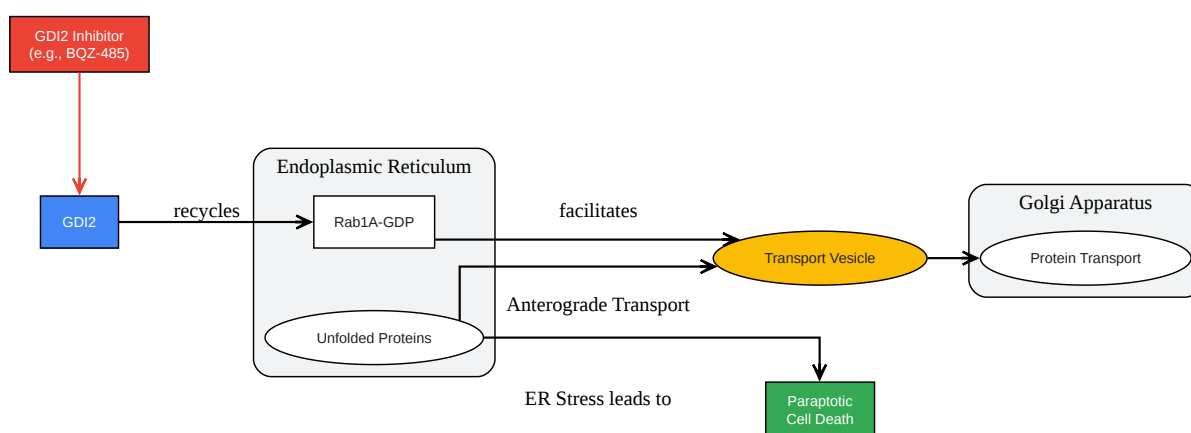 GDI2 Inhibitor
(e.g., BQZ-485)
Endoplasmic Reticulum
Golgi Apparatus
GDI2
recycles
Rab1A-GDP
facilitates
Transport Vesicle
Protein Transport
Anterograde Transport
Unfolded Proteins
ER Stress leads to
Paraptotic
Cell Death